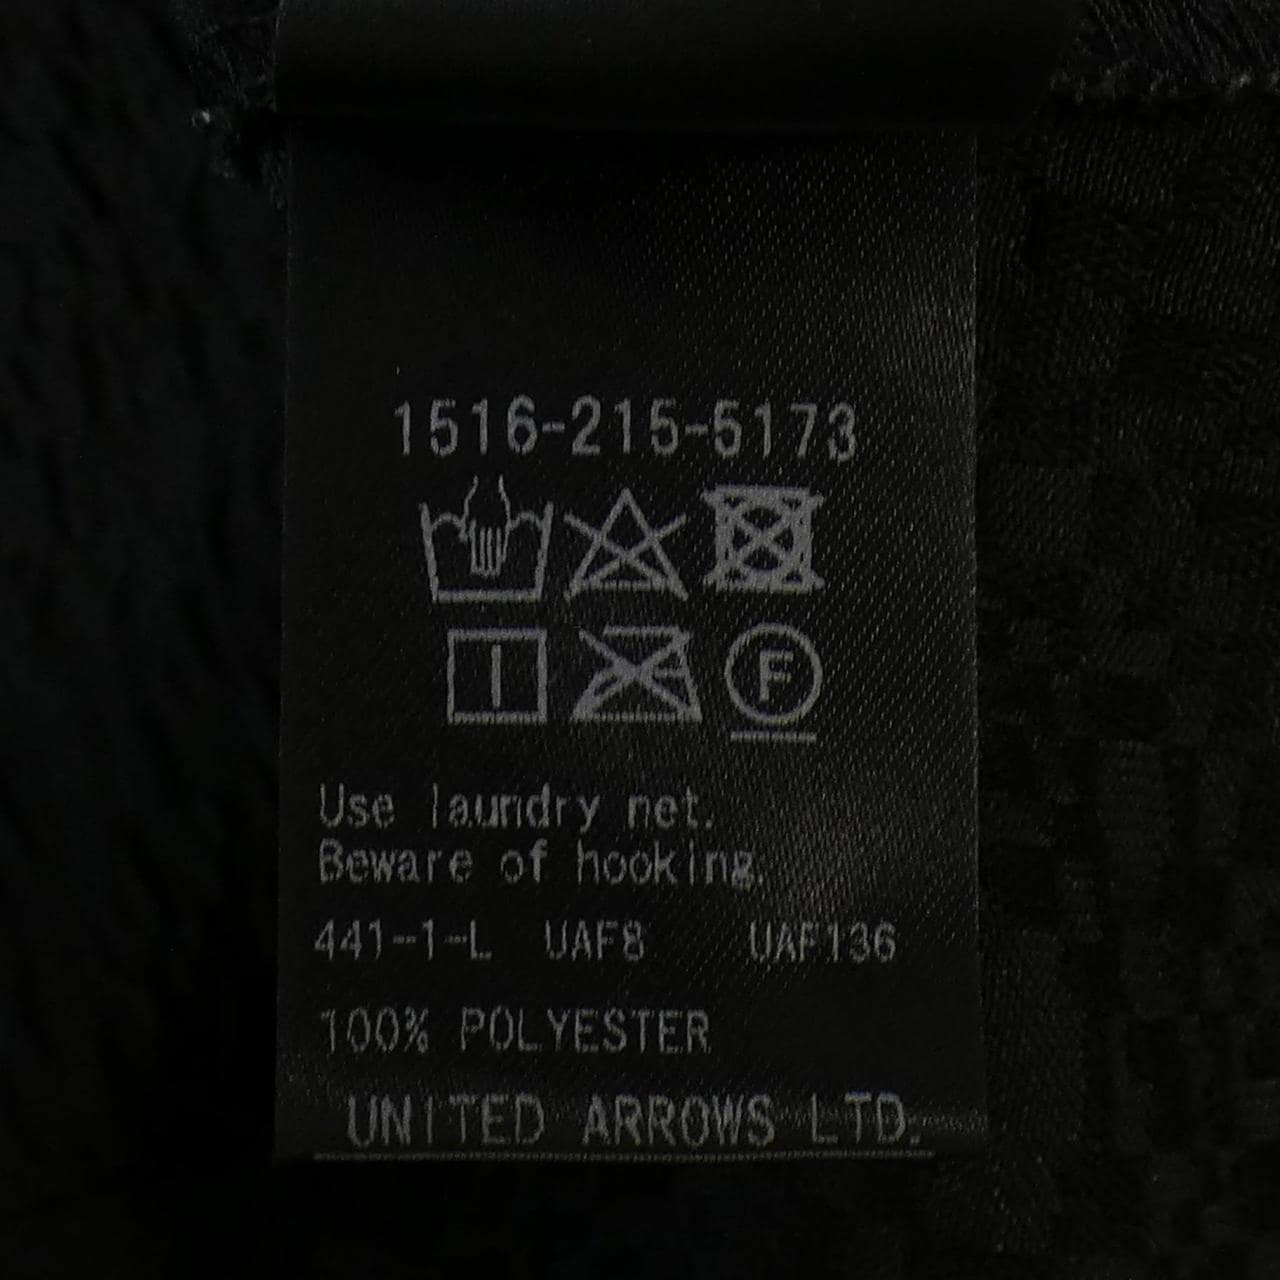 1516-215-5173
F
Use laundry net.
Beware of hooking.
441-1-L UAF8 UAF136
100% POLYESTER
UNITED ARROWS LTD.